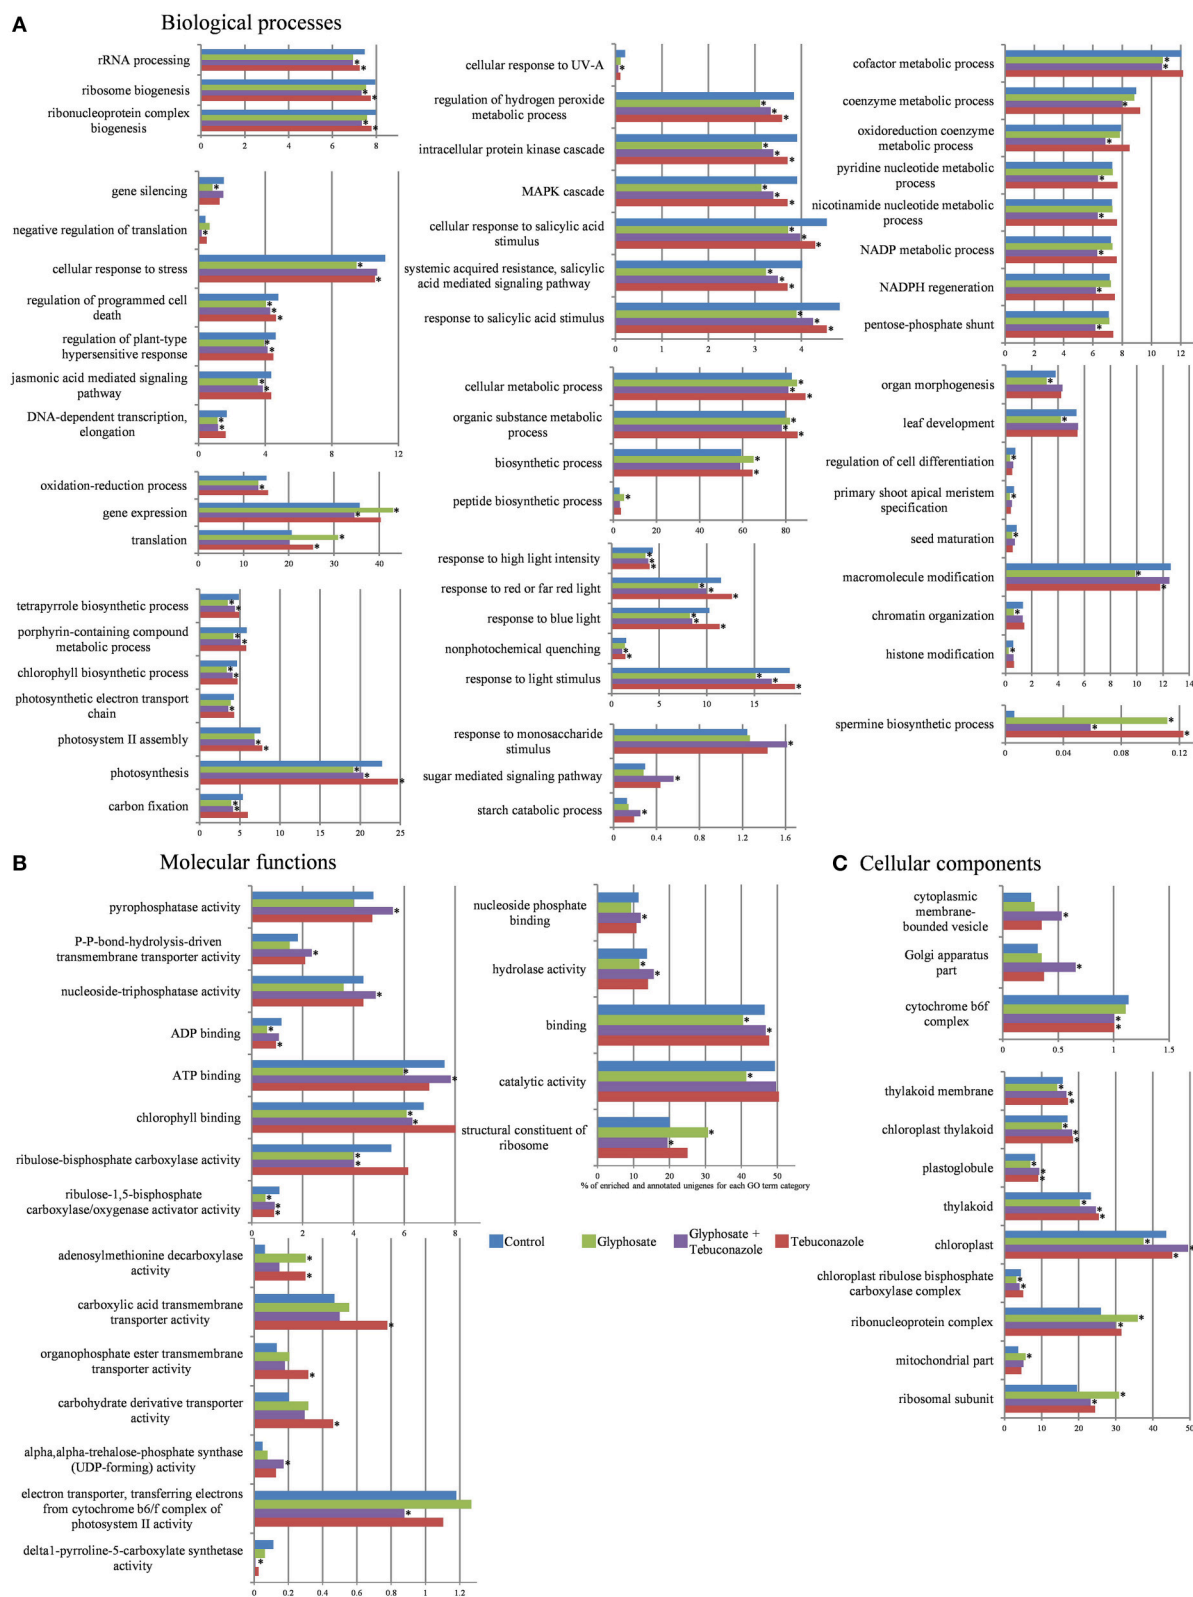 A
Biological processes
rRNA processing
ribosome biogenesis
ribonucleoprotein complex
biogenesis
0 2 4 6 8
gene silencing
negative regulation of translation
cellular response to stress
regulation of programmed cell
death
regulation of plant-type
hypersensitive response
jasmonic acid mediated signaling
pathway
DNA-dependent transcription,
elongation
0 4 8 12
oxidation-reduction process
gene expression
translation
0 10 20 30 40
tetrapyrrole biosynthetic process
porphyrin-containing compound
metabolic process
chlorophyll biosynthetic process
photosynthetic electron transport
chain
photosystem II assembly
photosynthesis
carbon fixation
0 5 10 15 20 25
cellular response to UV-A
regulation of hydrogen peroxide
metabolic process
intracellular protein kinase cascade
MAPK cascade
cellular response to salicylic acid
stimulus
systemic acquired resistance, salicylic
acid mediated signaling pathway
response to salicylic acid stimulus
0 1 2 3 4
cellular metabolic process
organic substance metabolic
process
biosynthetic process
peptide biosynthetic process
0 20 40 60 80
response to high light intensity
response to red or far red light
response to blue light
nonphotochemical quenching
response to light stimulus
0 5 10 15
response to monosaccharide
stimulus
sugar mediated signaling pathway
starch catabolic process
0 0.4 0.8 1.2 1.6
cofactor metabolic process
coenzyme metabolic process
oxidoreduction coenzyme
metabolic process
pyridine nucleotide metabolic
process
nicotinamide nucleotide metabolic
process
NADP metabolic process
NADPH regeneration
pentose-phosphate shunt
0 2 4 6 8 10 12
organ morphogenesis
leaf development
regulation of cell differentiation
primary shoot apical meristem
specification
seed maturation
macromolecule modification
chromatin organization
histone modification
0 2 4 6 8 10 12 14
spermine biosynthetic process
0 0.04 0.08 0.12
B
Molecular functions
pyrophosphatase activity
P-P-bond-hydrolysis-driven
transmembrane transporter activity
nucleoside-triphosphatase activity
ADP binding
ATP binding
chlorophyll binding
ribulose-bisphosphate carboxylase activity
ribulose-1,5-bisphosphate
carboxylase/oxygenase activator activity
0 2 4 6 8
adenosylmethionine decarboxylase
activity
carboxylic acid transmembrane
transporter activity
organophosphate ester transmembrane
transporter activity
carbohydrate derivative transporter
activity
alpha,alpha-trehalose-phosphate synthase
(UDP-forming) activity
electron transporter, transferring electrons
from cytochrome b6/f complex of
photosystem II activity
delta1-pyrroline-5-carboxylate synthetase
activity
0 0.2 0.4 0.6 0.8 1 1.2
nucleoside phosphate
binding
hydrolase activity
binding
catalytic activity
structural constituent of
ribosome
0 10 20 30 40 50
% of enriched and annotated unigenes for each GO term category
Control
Glyphosate
Glyphosate +
Tebuconazole
Tebuconazole
C
Cellular components
cytoplasmic
membrane-
bounded vesicle
Golgi apparatus
part
cytochrome b6f
complex
0 0.5 1 1.5
thylakoid membrane
chloroplast thylakoid
plastoglobule
thylakoid
chloroplast
chloroplast ribulose bisphosphate
carboxylase complex
ribonucleoprotein complex
mitochondrial part
ribosomal subunit
0 10 20 30 40 50